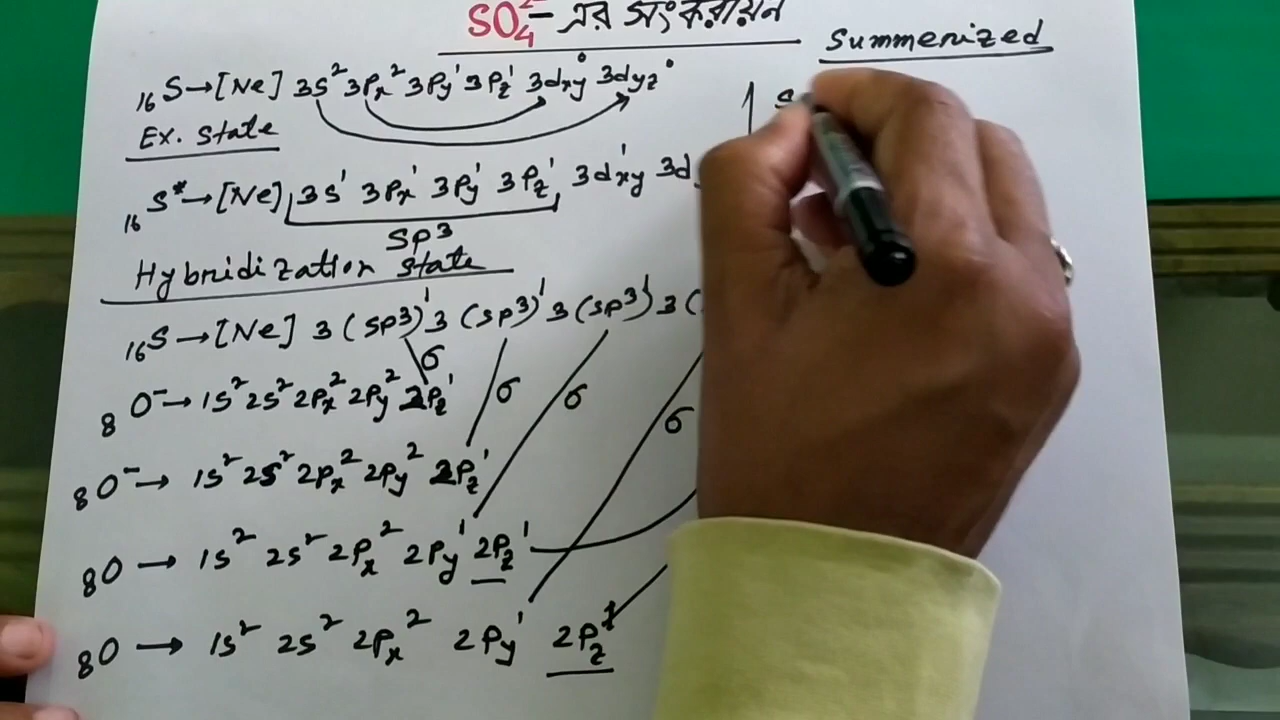 SO₄²⁻ -এর সংকরায়ন
Summerized
₁₆S→[Ne] 3s² 3Px² 3Py¹ 3Pz¹ 3dxy⁰ 3dyz⁰
Ex. State
₁₆S*→[Ne] 3s¹ 3Px¹ 3Py¹ 3Pz¹ 3dxy¹ 3d
SP³
Hybridization State
₁₆S→[Ne] 3(SP³)¹ 3(SP³)¹ 3(SP³)¹ 3(
σ
₈O⁻→ 1s² 2s² 2Px² 2Py² 2Pz¹ σ σ σ
₈O⁻→ 1s² 2s² 2Px² 2Py² 2Pz¹
₈O → 1s² 2s² 2Px² 2Py¹ 2Pz¹
₈O → 1s² 2s² 2Px² 2Py¹ 2Pz¹